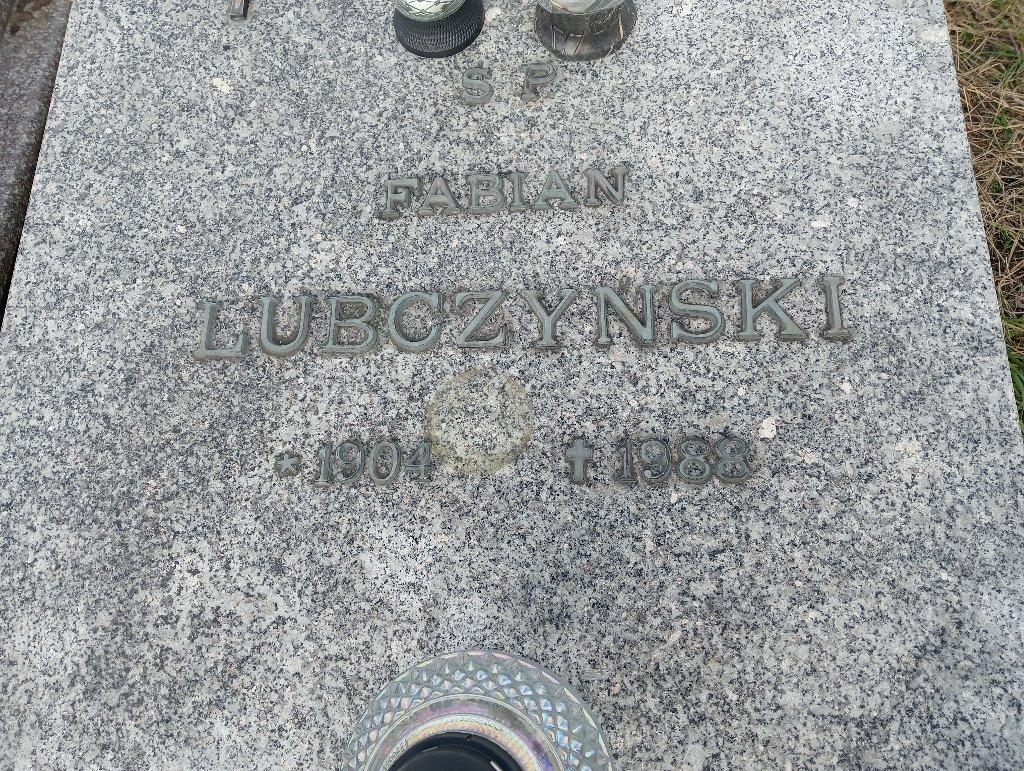 S P
FABIAN
LUBCZYNSKI
* 1904 ✝ 1988